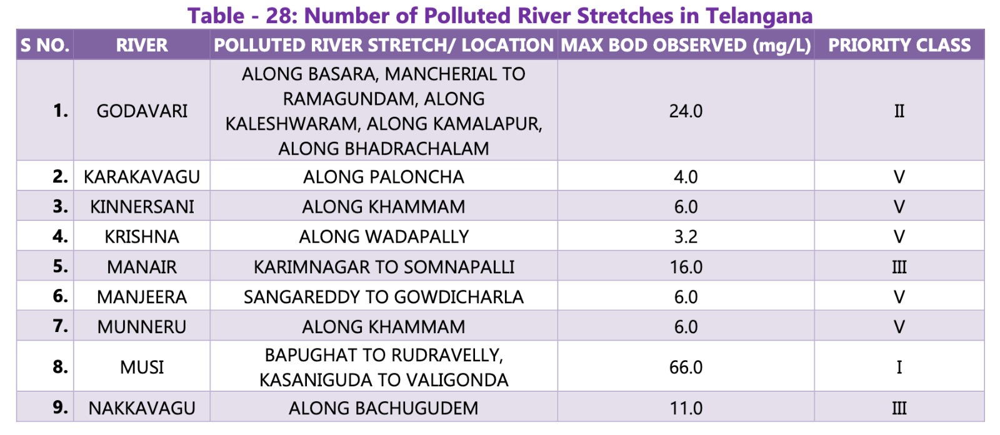 Table - 28: Number of Polluted River Stretches in Telangana
S NO. RIVER POLLUTED RIVER STRETCH/ LOCATION MAX BOD OBSERVED (mg/L) PRIORITY CLASS
1. GODAVARI ALONG BASARA, MANCHERIAL TO
RAMAGUNDAM, ALONG
KALESHWARAM, ALONG KAMALAPUR,
ALONG BHADRACHALAM 24.0 II
2. KARAKAVAGU ALONG PALONCHA 4.0 V
3. KINNERSANI ALONG KHAMMAM 6.0 V
4. KRISHNA ALONG WADAPALLY 3.2 V
5. MANAIR KARIMNAGAR TO SOMNAPALLI 16.0 III
6. MANJEERA SANGAREDDY TO GOWDICHARLA 6.0 V
7. MUNNERU ALONG KHAMMAM 6.0 V
8. MUSI BAPUGHAT TO RUDRAVELLY,
KASANIGUDA TO VALIGONDA 66.0 I
9. NAKKAVAGU ALONG BACHUGUDEM 11.0 III